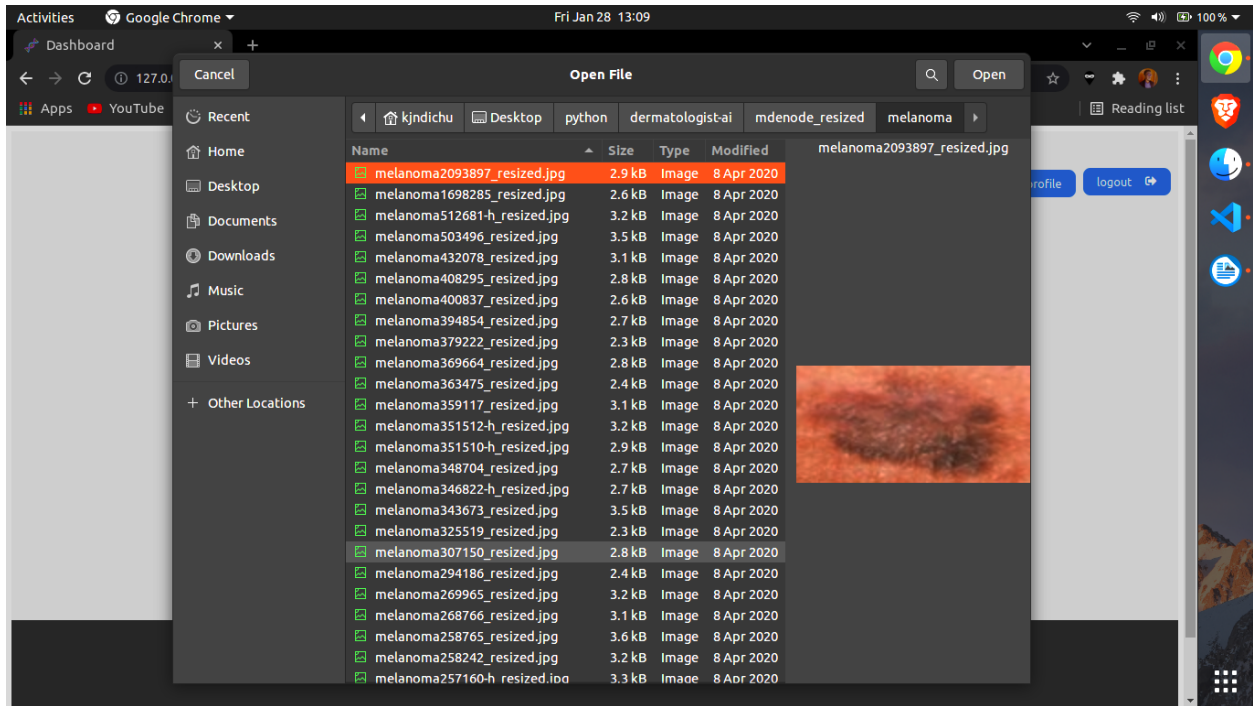 Activities Google Chrome Fri Jan 28 13:09 100 %
Dashboard
Cancel Open File Open
127.0.
Apps YouTube Reading list
Recent
Home
Desktop
Documents
Downloads
Music
Pictures
Videos
+ Other Locations
kjndichu Desktop python dermatologist-ai mdenode_resized melanoma
Name Size Type Modified
melanoma2093897_resized.jpg 2.9 kB Image 8 Apr 2020
melanoma1698285_resized.jpg 2.6 kB Image 8 Apr 2020
melanoma512681-h_resized.jpg 3.2 kB Image 8 Apr 2020
melanoma503496_resized.jpg 3.5 kB Image 8 Apr 2020
melanoma432078_resized.jpg 3.1 kB Image 8 Apr 2020
melanoma408295_resized.jpg 2.8 kB Image 8 Apr 2020
melanoma400837_resized.jpg 2.6 kB Image 8 Apr 2020
melanoma394854_resized.jpg 2.7 kB Image 8 Apr 2020
melanoma379222_resized.jpg 2.3 kB Image 8 Apr 2020
melanoma369664_resized.jpg 2.8 kB Image 8 Apr 2020
melanoma363475_resized.jpg 2.4 kB Image 8 Apr 2020
melanoma359117_resized.jpg 3.1 kB Image 8 Apr 2020
melanoma351512-h_resized.jpg 3.2 kB Image 8 Apr 2020
melanoma351510-h_resized.jpg 2.9 kB Image 8 Apr 2020
melanoma348704_resized.jpg 2.7 kB Image 8 Apr 2020
melanoma346822-h_resized.jpg 2.7 kB Image 8 Apr 2020
melanoma343673_resized.jpg 3.5 kB Image 8 Apr 2020
melanoma325519_resized.jpg 2.3 kB Image 8 Apr 2020
melanoma307150_resized.jpg 2.8 kB Image 8 Apr 2020
melanoma294186_resized.jpg 2.4 kB Image 8 Apr 2020
melanoma269965_resized.jpg 3.2 kB Image 8 Apr 2020
melanoma268766_resized.jpg 3.1 kB Image 8 Apr 2020
melanoma258765_resized.jpg 3.6 kB Image 8 Apr 2020
melanoma258242_resized.jpg 3.2 kB Image 8 Apr 2020
melanoma257160-h_resized.jpg 3.3 kB Image 8 Apr 2020
melanoma2093897_resized.jpg
rofile logout